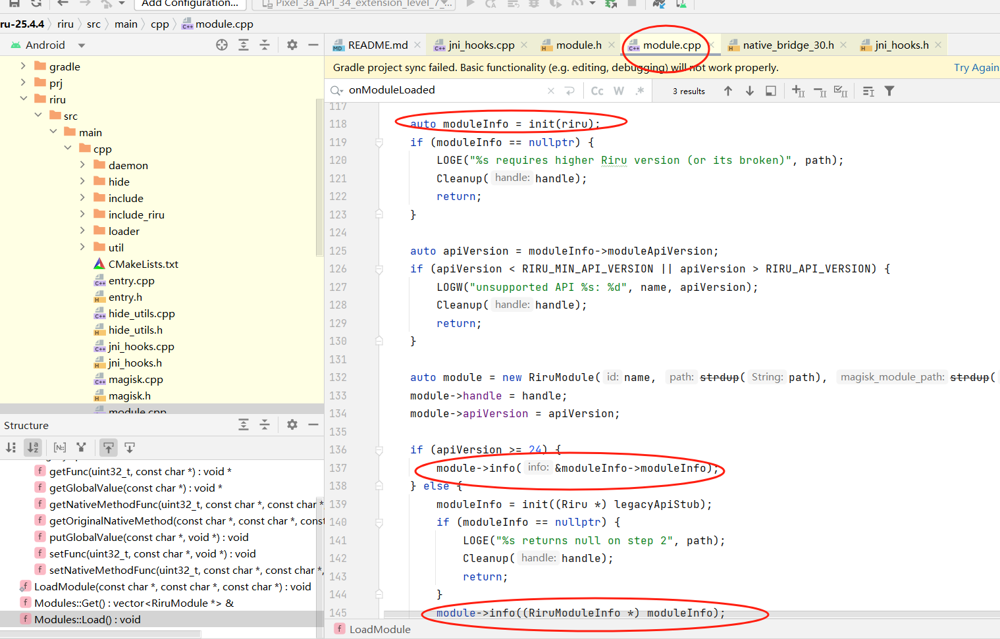 Add Configuration...
Pixel_3a_API_34_extension_level_7_...
ru-25.4.4
riru
src
main
cpp
module.cpp
Android
README.md
jni_hooks.cpp
module.h
module.cpp
native_bridge_30.h
jni_hooks.h
Gradle project sync failed. Basic functionality (e.g. editing, debugging) will not work properly.
Try Again
onModuleLoaded
Cc
W
.*
3 results
gradle
prj
riru
src
main
cpp
daemon
hide
include
include_riru
loader
util
CMakeLists.txt
entry.cpp
entry.h
hide_utils.cpp
hide_utils.h
jni_hooks.cpp
jni_hooks.h
magisk.cpp
magisk.h
module.cpp
Structure
getFunc(uint32_t, const char *) : void *
getGlobalValue(const char *) : void *
getNativeMethodFunc(uint32_t, const char *, const char *,
getOriginalNativeMethod(const char *, const char *, const
putGlobalValue(const char *, void *) : void
setFunc(uint32_t, const char *, void *) : void
setNativeMethodFunc(uint32_t, const char *, const char *,
LoadModule(const char *, const char *, const char *) : void
Modules::Get() : vector<RiruModule *> &
Modules::Load() : void
117
118 auto moduleInfo = init(riru);
119 if (moduleInfo == nullptr) {
120 LOGE("%s requires higher Riru version (or its broken)", path);
121 Cleanup( handle: handle);
122 return;
123 }
124
125 auto apiVersion = moduleInfo->moduleApiVersion;
126 if (apiVersion < RIRU_MIN_API_VERSION || apiVersion > RIRU_API_VERSION) {
127 LOGW("unsupported API %s: %d", name, apiVersion);
128 Cleanup( handle: handle);
129 return;
130 }
131
132 auto module = new RiruModule( id: name, path: strdup( String: path), magisk_module_path: strdup(
133 module->handle = handle;
134 module->apiVersion = apiVersion;
135
136 if (apiVersion >= 24) {
137 module->info( info: &moduleInfo->moduleInfo);
138 } else {
139 moduleInfo = init((Riru *) legacyApiStub);
140 if (moduleInfo == nullptr) {
141 LOGE("%s returns null on step 2", path);
142 Cleanup( handle: handle);
143 return;
144 }
145 module->info((RiruModuleInfo *) moduleInfo);
LoadModule